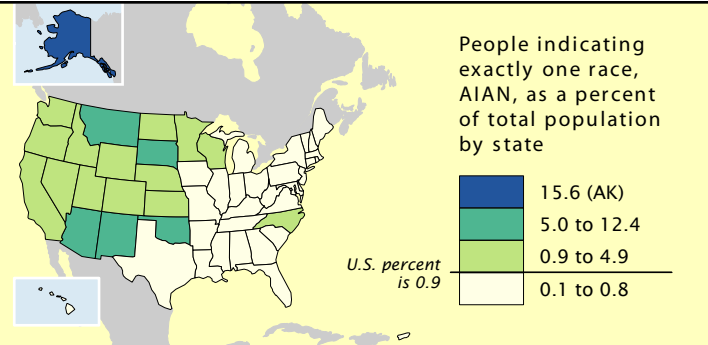 People indicating
exactly one race,
AIAN, as a percent
of total population
by state
15.6 (AK)
5.0 to 12.4
0.9 to 4.9
U.S. percent
is 0.9
0.1 to 0.8